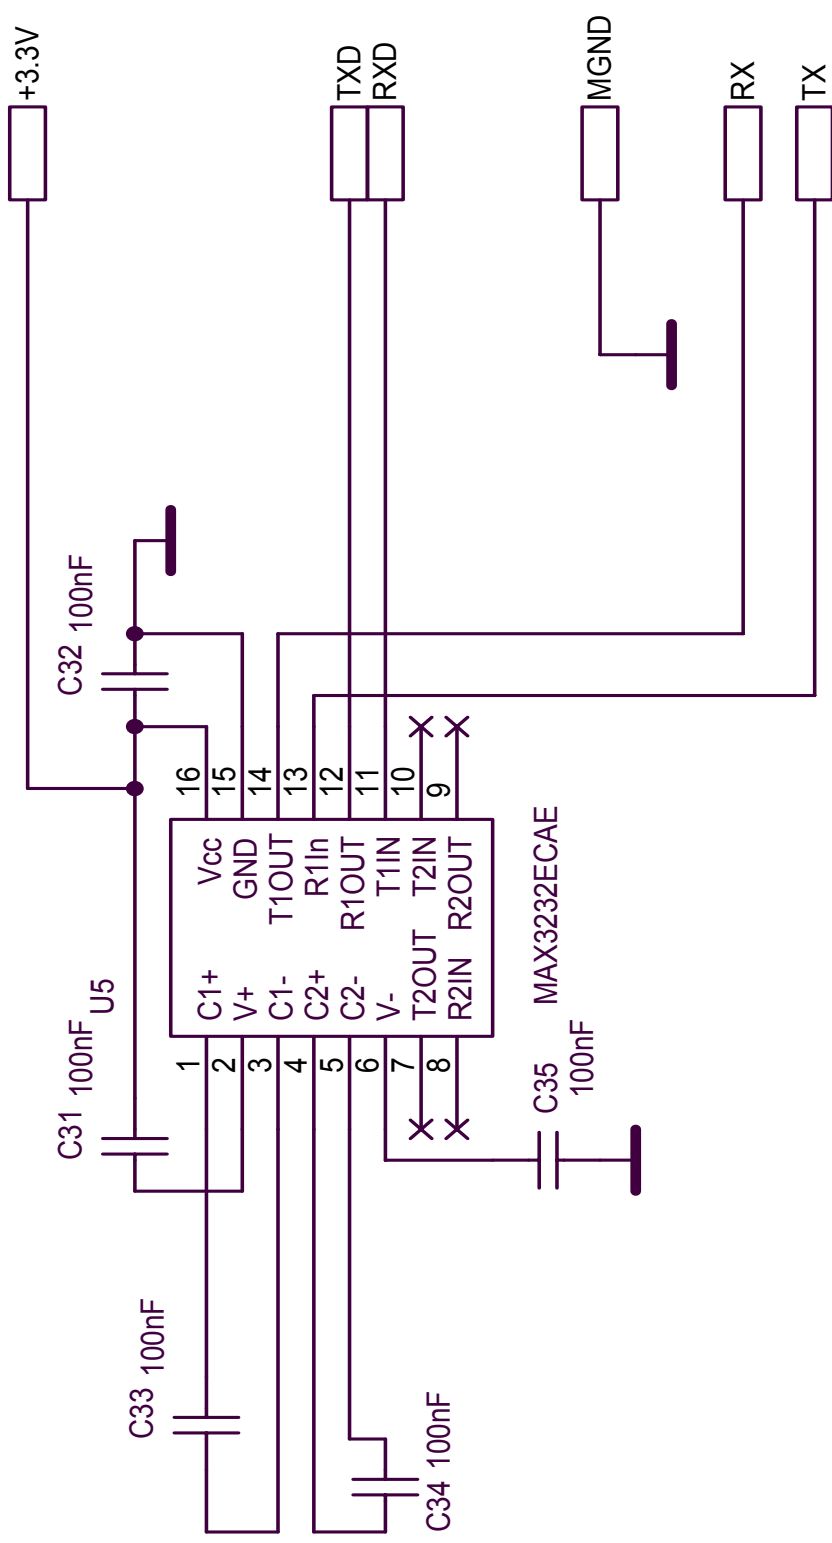 +3.3V
TXD
RXD
MGND
RX
TX
C32 100nF
16
15
14
13
12
11
10
9
Vcc
GND
T1OUT
R1In
R1OUT
T1IN
T2IN
R2OUT
C1+
V+
C1-
C2+
C2-
V-
T2OUT
R2IN
U5
MAX3232ECAE
1
2
3
4
5
6
7
8
C31 100nF
C35
100nF
C33 100nF
C34 100nF